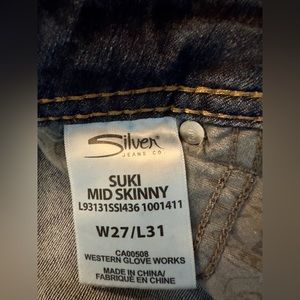 Silver
JEANS CO.
SUKI
MID SKINNY
L93131SSI436 1001411
W27/L31
CA00508
WESTERN GLOVE WORKS
MADE IN CHINA/
FABRIQUÉ EN CHINE